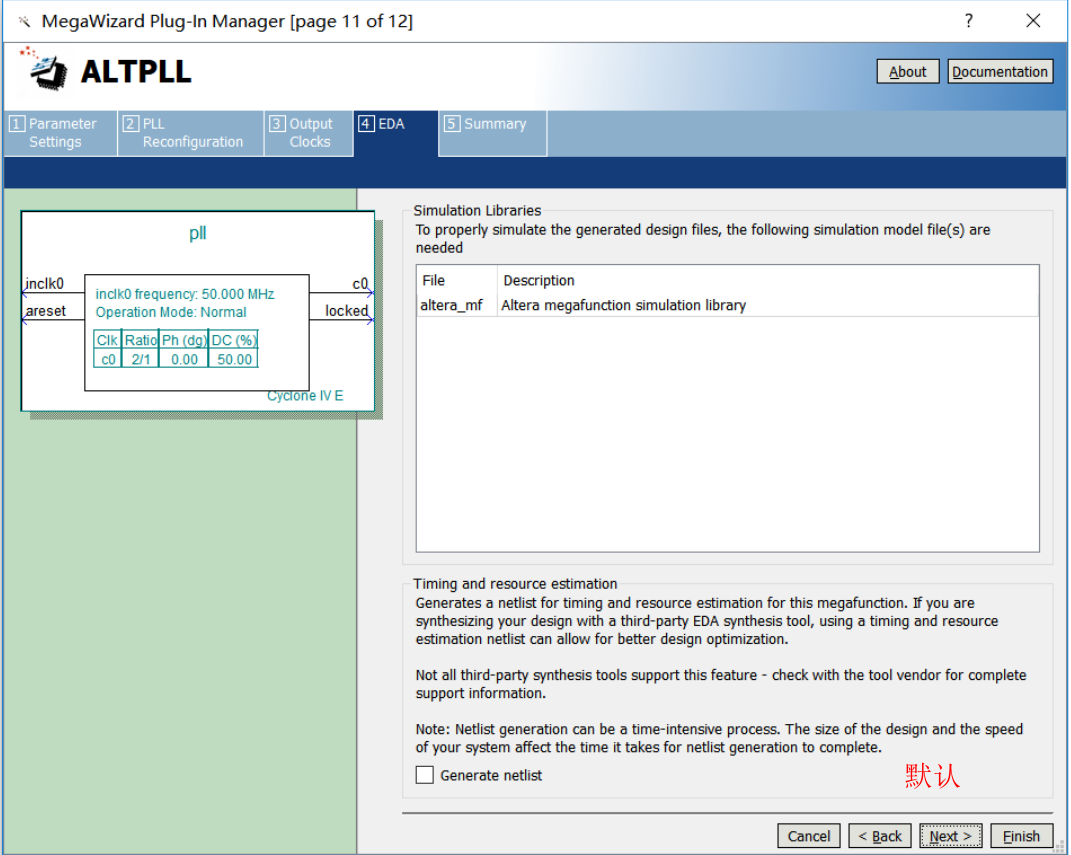 MegaWizard Plug-In Manager [page 11 of 12]
?
ALTPLL
About
Documentation
1 Parameter
Settings
2 PLL
Reconfiguration
3 Output
Clocks
4 EDA
5 Summary
pll
inclk0
areset
c0
locked
inclk0 frequency: 50.000 MHz
Operation Mode: Normal
Clk Ratio Ph (dg) DC (%)
c0 2/1 0.00 50.00
Cyclone IV E
Simulation Libraries
To properly simulate the generated design files, the following simulation model file(s) are
needed
File Description
altera_mf Altera megafunction simulation library
Timing and resource estimation
Generates a netlist for timing and resource estimation for this megafunction. If you are
synthesizing your design with a third-party EDA synthesis tool, using a timing and resource
estimation netlist can allow for better design optimization.
Not all third-party synthesis tools support this feature - check with the tool vendor for complete
support information.
Note: Netlist generation can be a time-intensive process. The size of the design and the speed
of your system affect the time it takes for netlist generation to complete.
Generate netlist
默认
Cancel
< Back
Next >
Finish